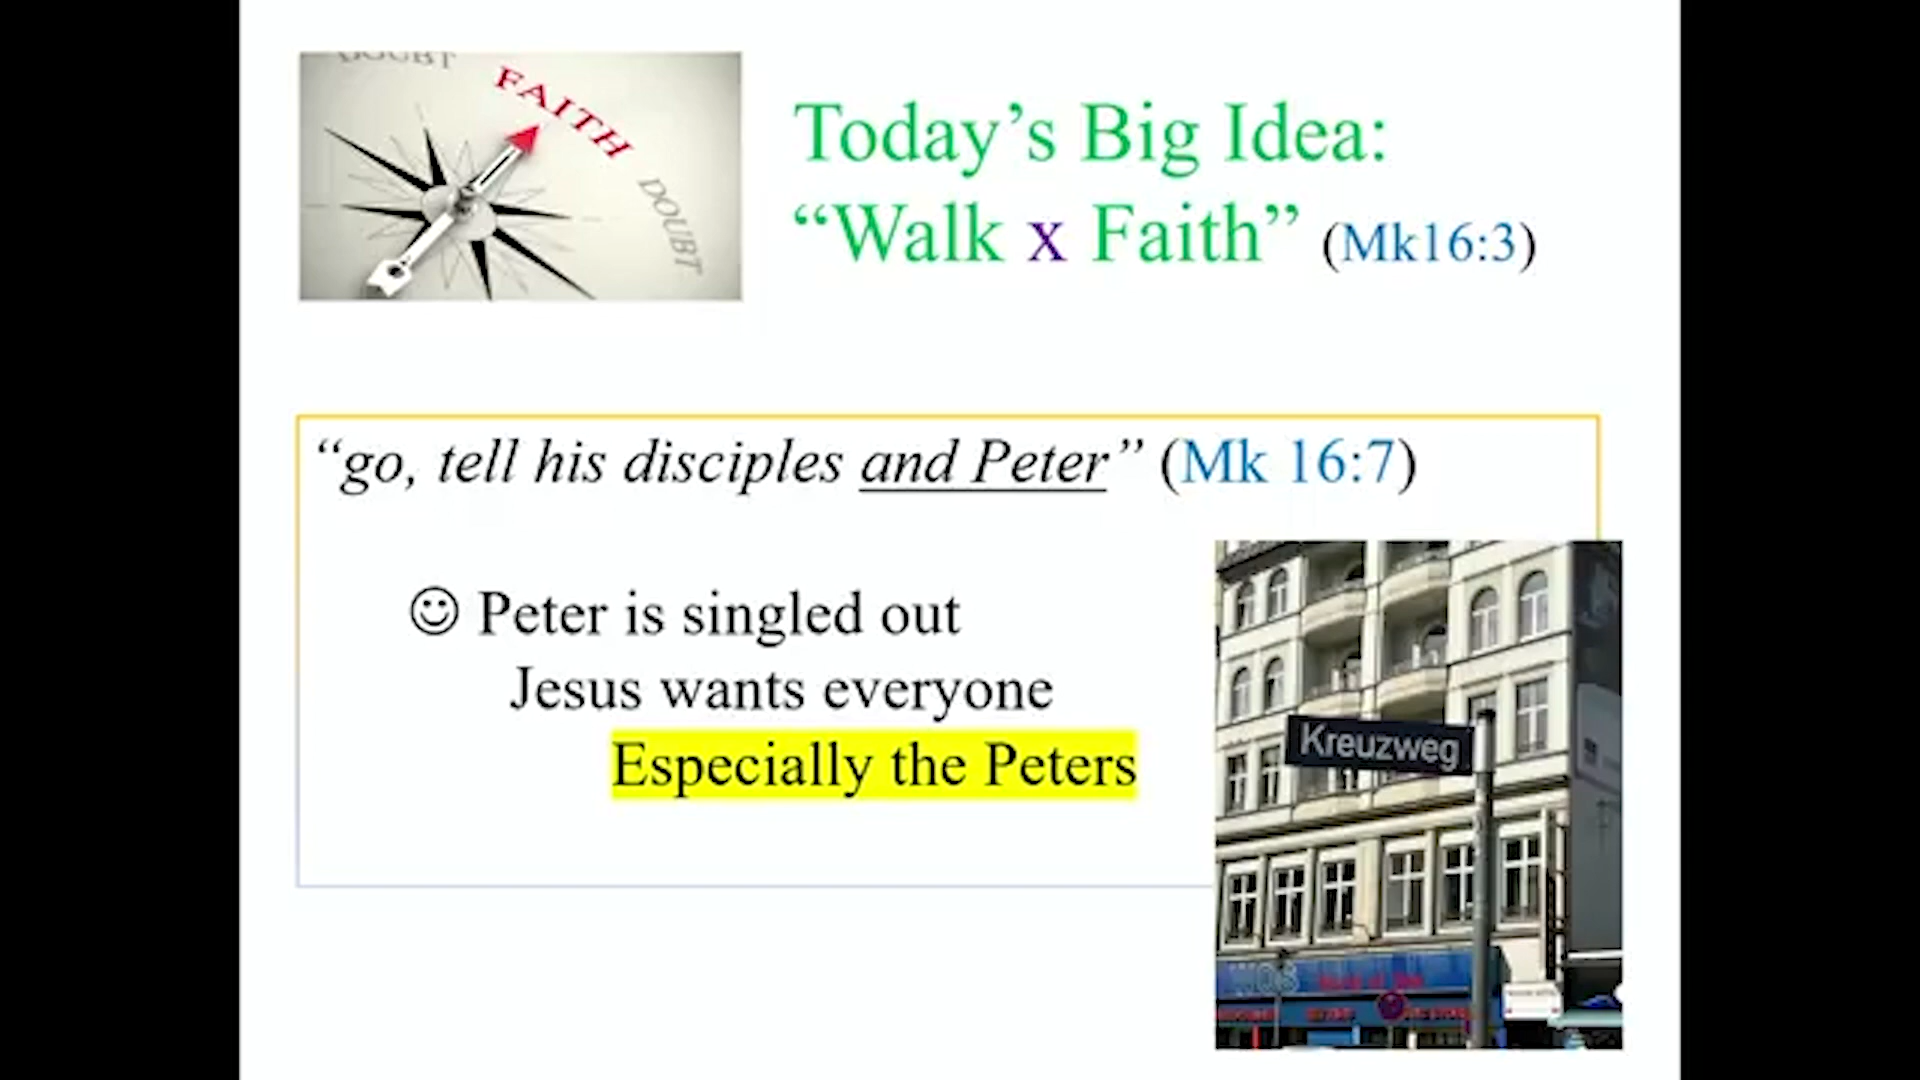 DOUBT
FAITH
DOUBT
Today’s Big Idea:
“Walk x Faith” (Mk16:3)
“go, tell his disciples and Peter” (Mk 16:7)
☺ Peter is singled out
Jesus wants everyone
Especially the Peters
Kreuzweg